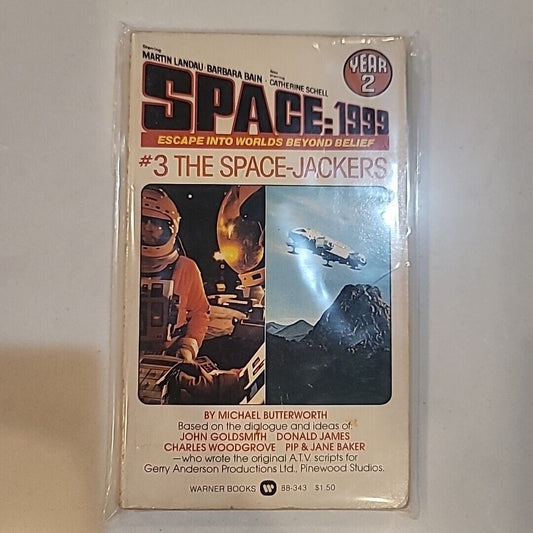 Starring
MARTIN LANDAU · BARBARA BAIN · Also starring CATHERINE SCHELL
YEAR 2
SPACE: 1999
ESCAPE INTO WORLDS BEYOND BELIEF
#3 THE SPACE-JACKERS
BY MICHAEL BUTTERWORTH
Based on the dialogue and ideas of:
JOHN GOLDSMITH DONALD JAMES
CHARLES WOODGROVE PIP & JANE BAKER
—who wrote the original A.T.V. scripts for
Gerry Anderson Productions Ltd., Pinewood Studios.
WARNER BOOKS 88-343 $1.50